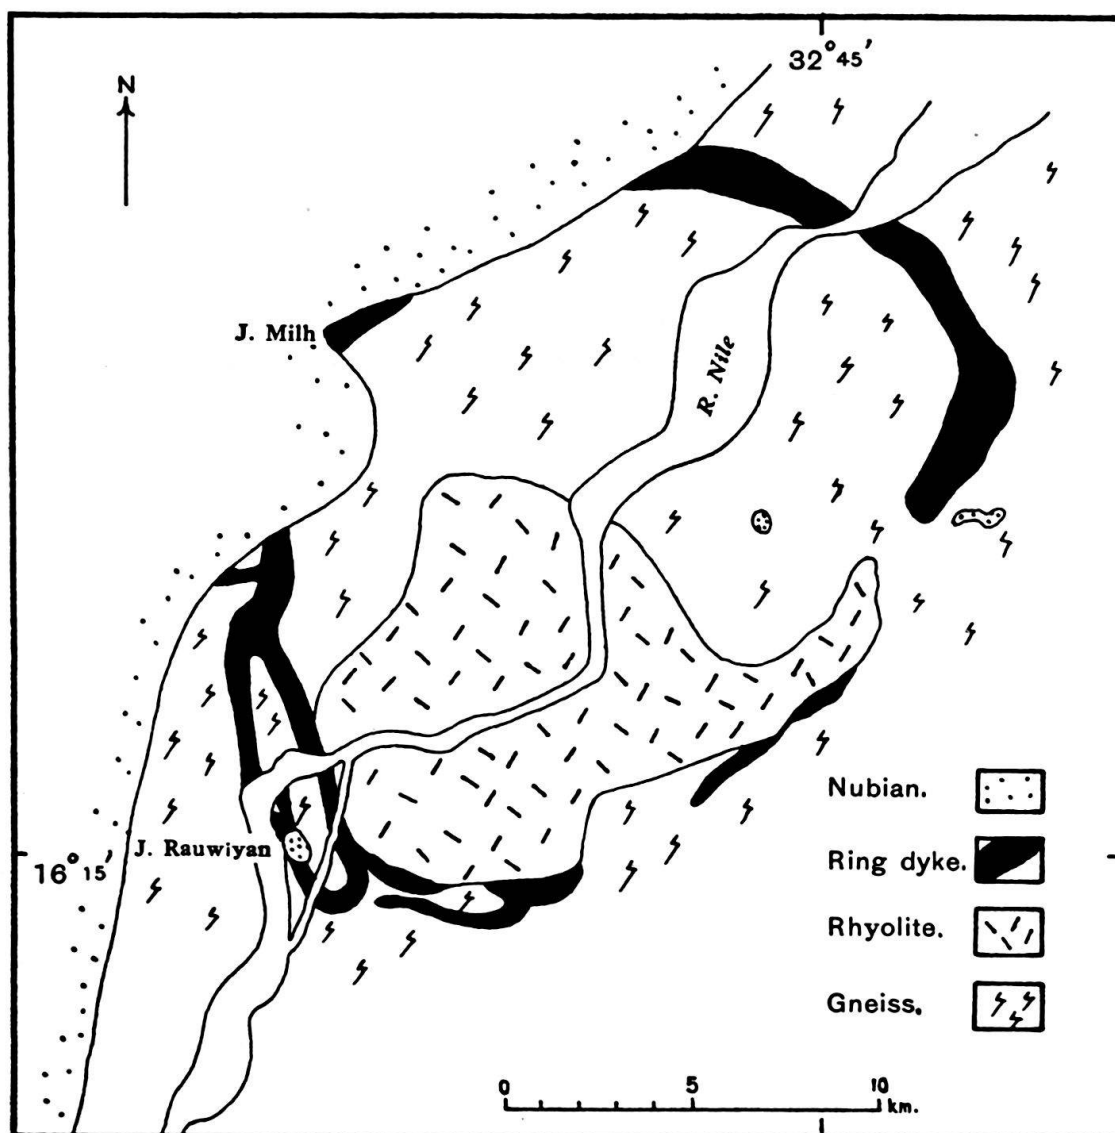 32°45'
N
J. Milh
R. Nile
J. Rauwiyan
16°15'
Nubian.
Ring dyke.
Rhyolite.
Gneiss.
0 5 10
km.